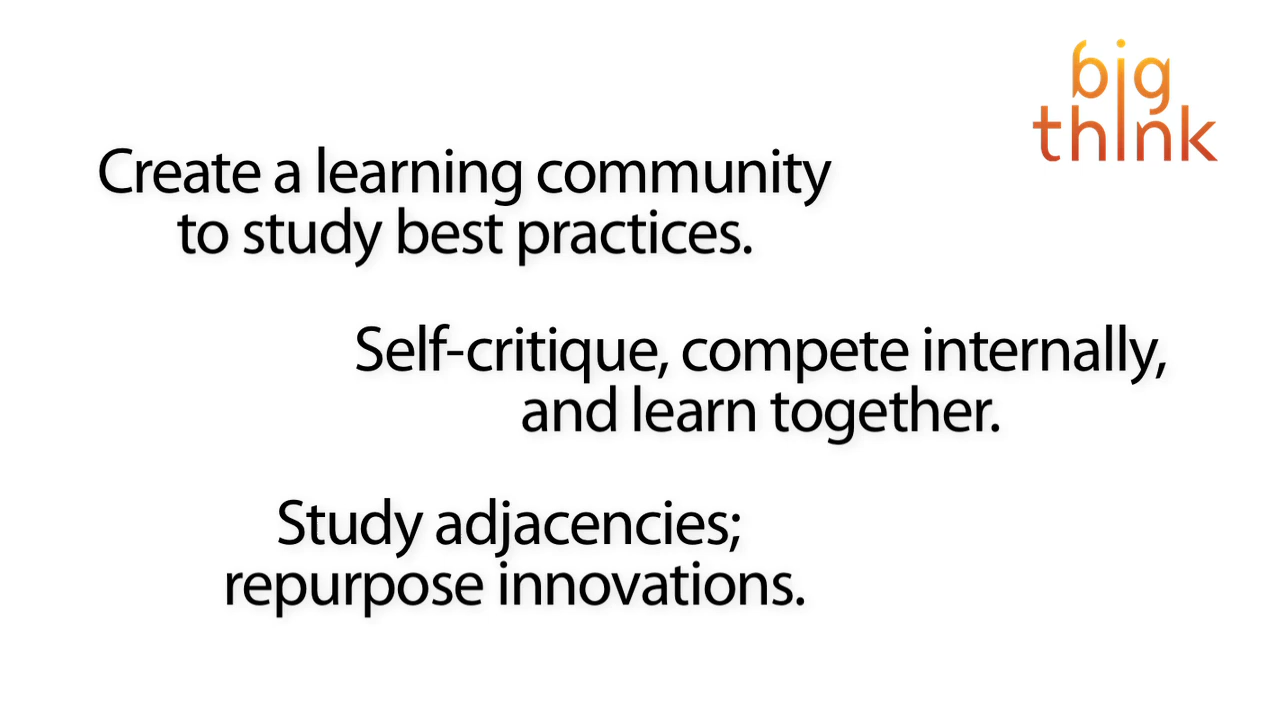 big
think
Create a learning community
to study best practices.
Self-critique, compete internally,
and learn together.
Study adjacencies;
repurpose innovations.